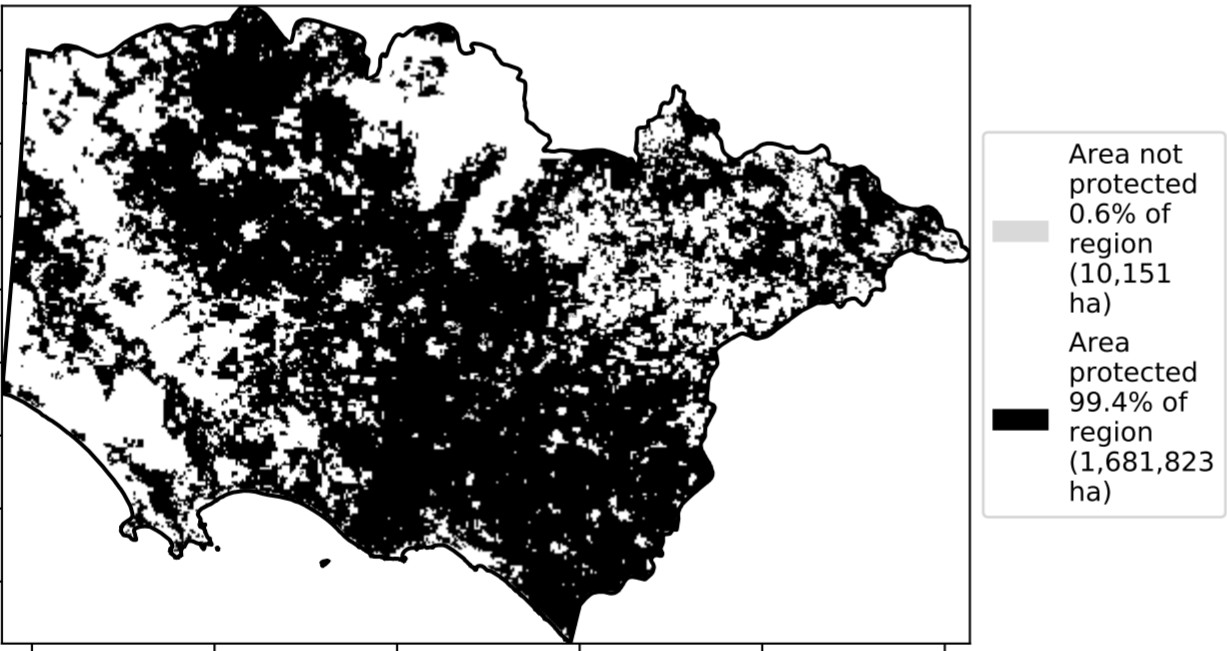 Area not
protected
0.6% of
region
(10,151
ha)
Area
protected
99.4% of
region
(1,681,823
ha)